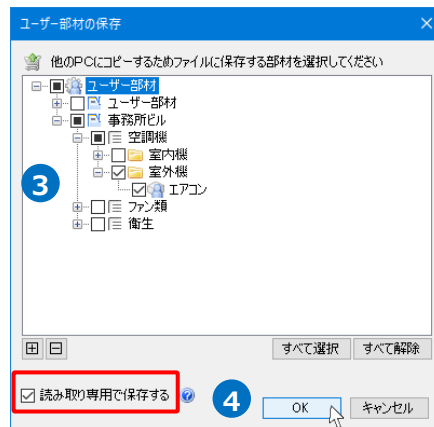 ユーザー部材の保存
他のPCにコピーするためファイルに保存する部材を選択してください
ユーザー部材
ユーザー部材
事務所ビル
空調機
室内機
室外機
エアコン
ファン類
衛生
3
すべて選択 すべて解除
読み取り専用で保存する
4
OK キャンセル